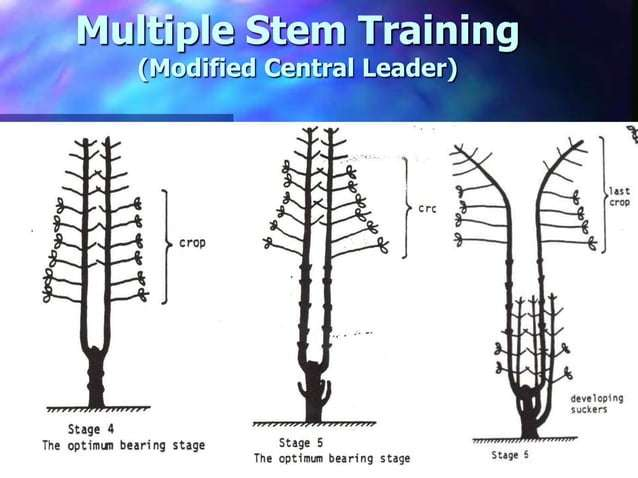 Multiple Stem Training
(Modified Central Leader)
crop
Stage 4
The optimum bearing stage
crc
Stage 5
The optimum bearing stage
last
crop
developing
suckers
Stage 6